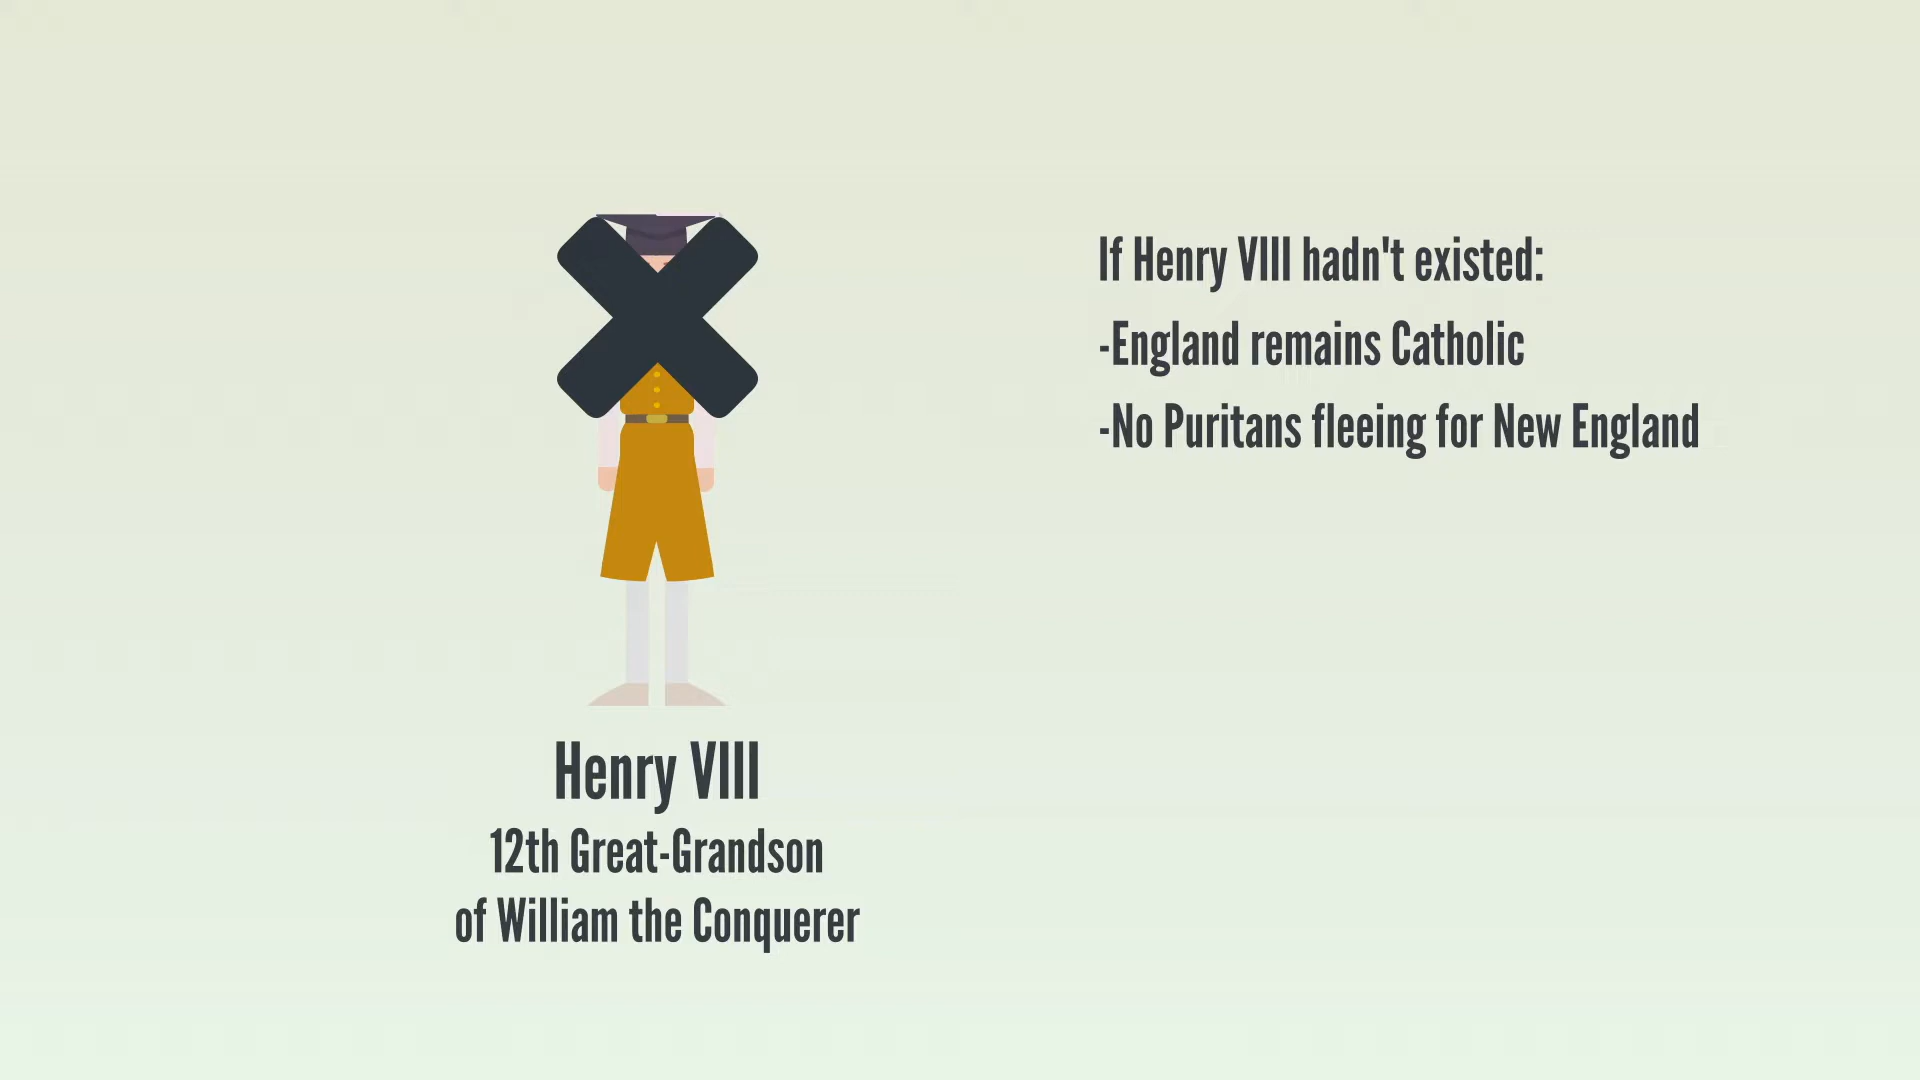 If Henry VIII hadn't existed:
-England remains Catholic
-No Puritans fleeing for New England
Henry VIII
12th Great-Grandson
of William the Conquerer